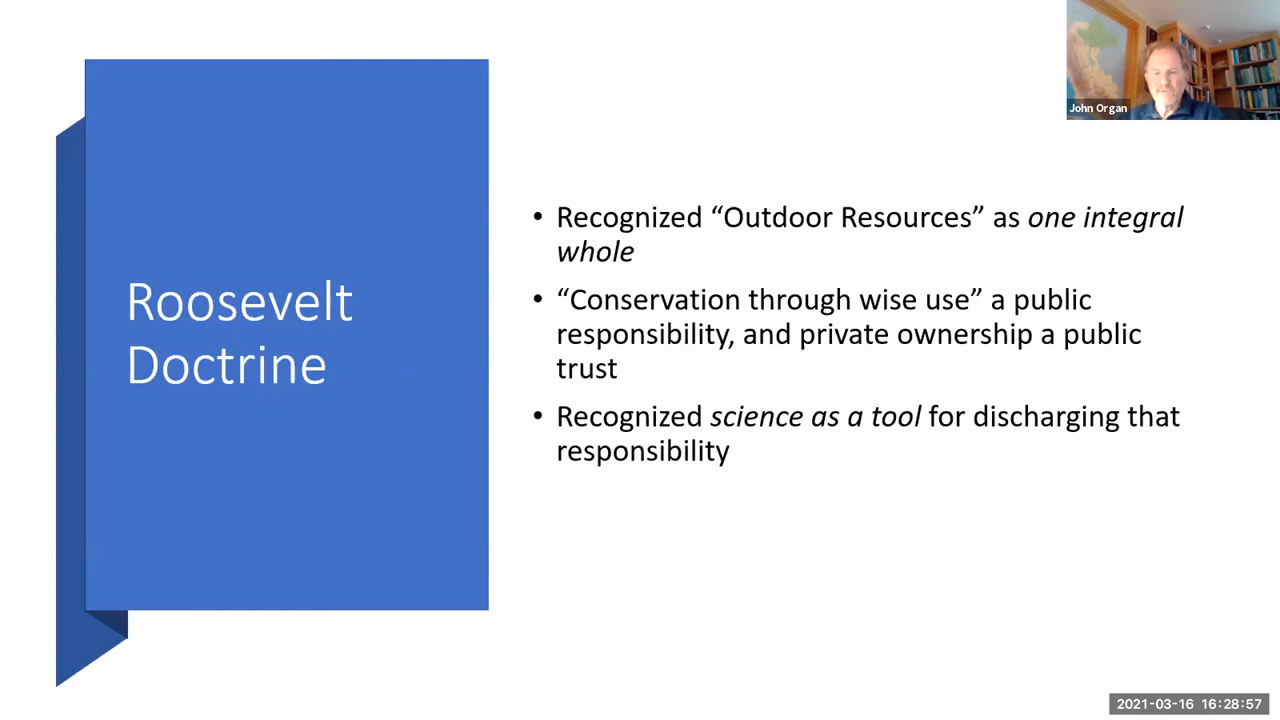 John Organ
Roosevelt
Doctrine
• Recognized “Outdoor Resources” as one integral
whole
• “Conservation through wise use” a public
responsibility, and private ownership a public
trust
• Recognized science as a tool for discharging that
responsibility
2021-03-16 16:28:57